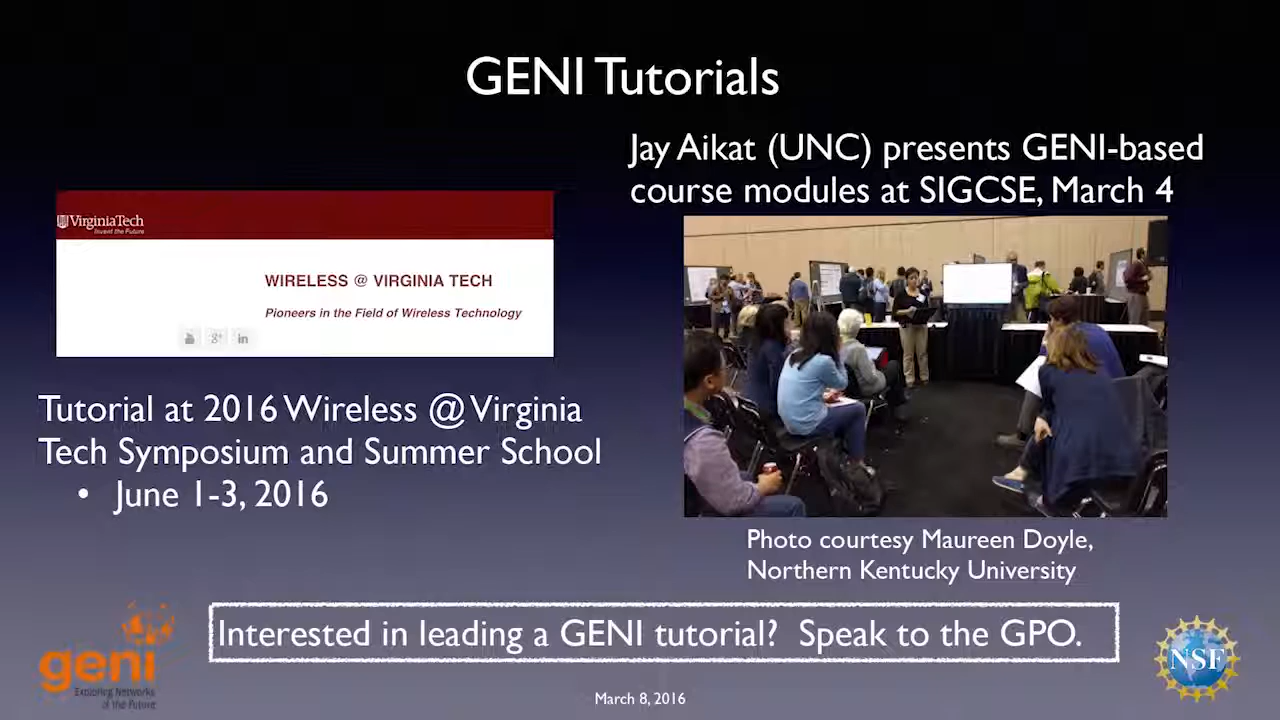 GENI Tutorials
Jay Aikat (UNC) presents GENI-based
course modules at SIGCSE, March 4
VirginiaTech
Invent the Future
WIRELESS @ VIRGINIA TECH
Pioneers in the Field of Wireless Technology
g+
in
Tutorial at 2016 Wireless @ Virginia
Tech Symposium and Summer School
• June 1-3, 2016
Photo courtesy Maureen Doyle,
Northern Kentucky University
Interested in leading a GENI tutorial? Speak to the GPO.
geni
Exploring Networks
of the Future
NSF
March 8, 2016